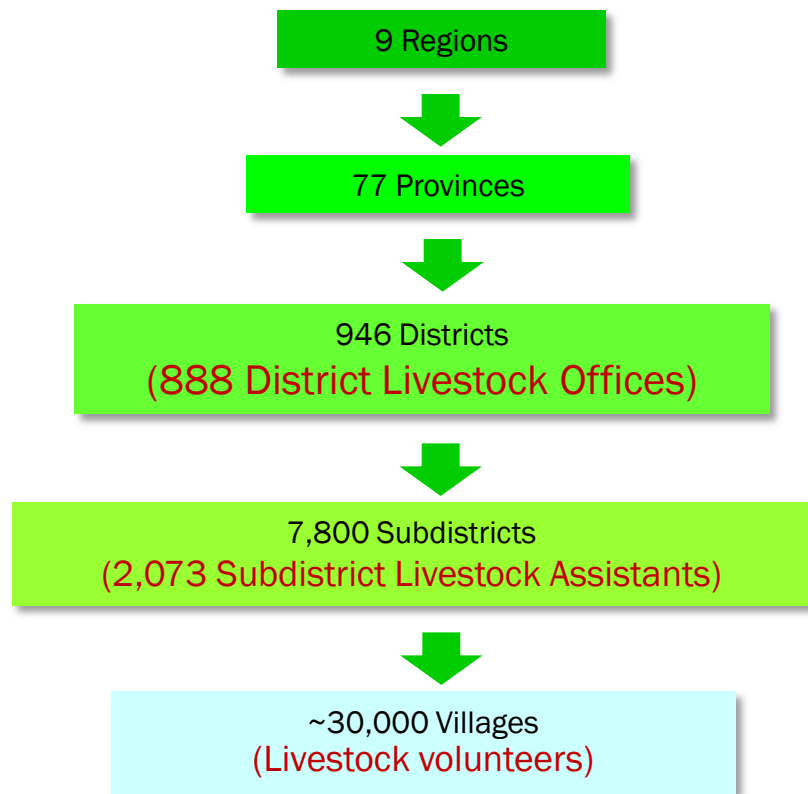 9 Regions
77 Provinces
946 Districts
(888 District Livestock Offices)
7,800 Subdistricts
(2,073 Subdistrict Livestock Assistants)
~30,000 Villages
(Livestock volunteers)